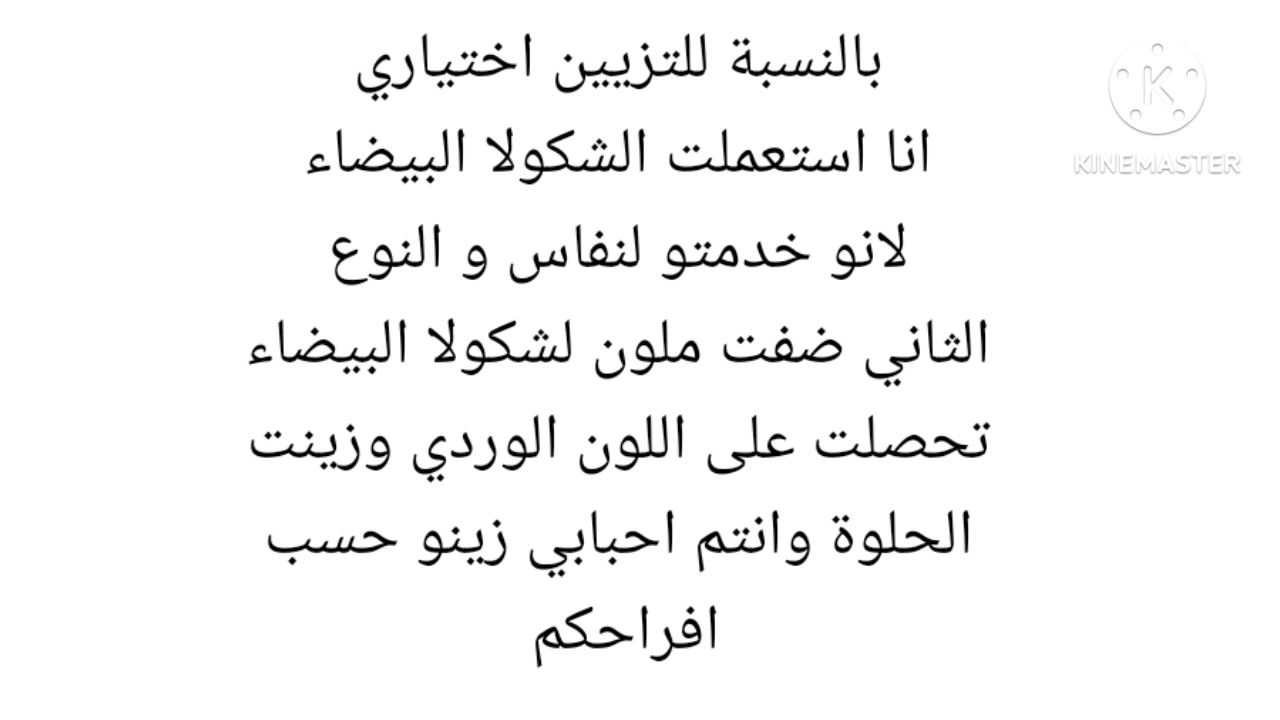 بالنسبة للتزيين اختياري
انا استعملت الشكولا البيضاء
لانو خدمتو لنفاس و النوع
الثاني ضفت ملون لشكولا البيضاء
تحصلت على اللون الوردي وزينت
الحلوة وانتم احبابي زينو حسب
افراحكم
K
KINEMASTER